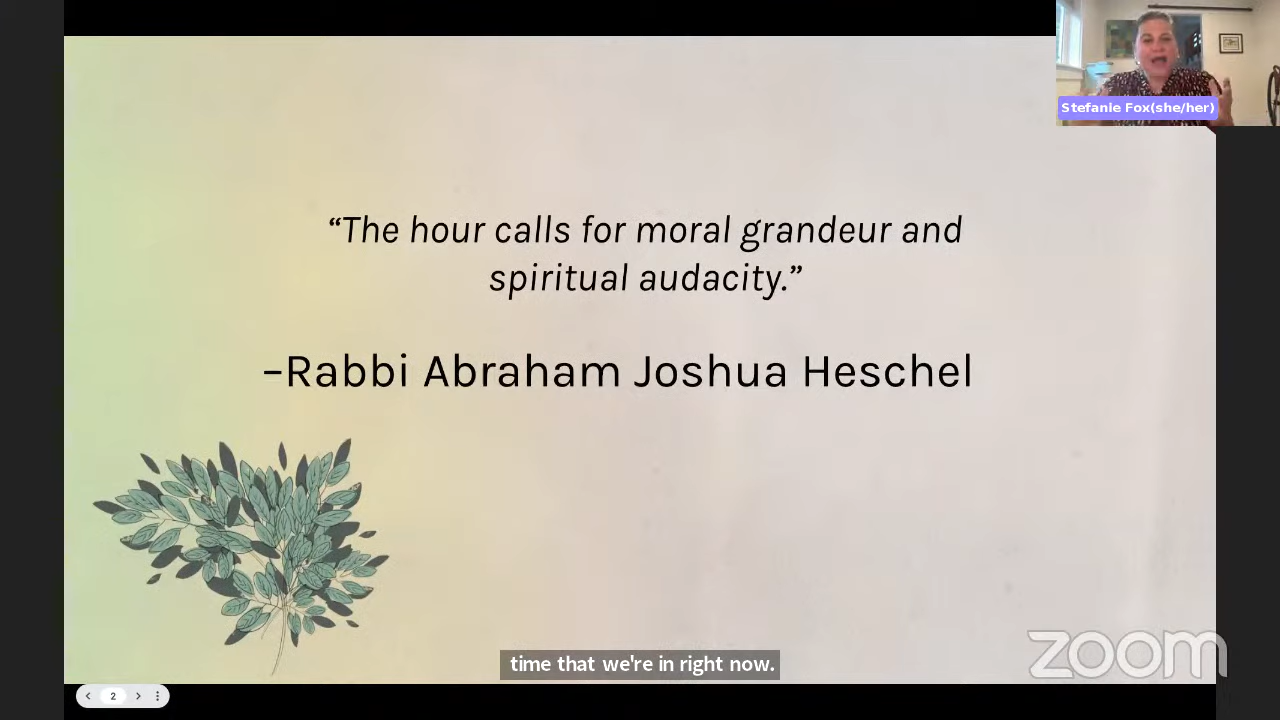 Stefanie Fox(she/her)
“The hour calls for moral grandeur and
spiritual audacity.”
–Rabbi Abraham Joshua Heschel
time that we're in right now.
zoom
2